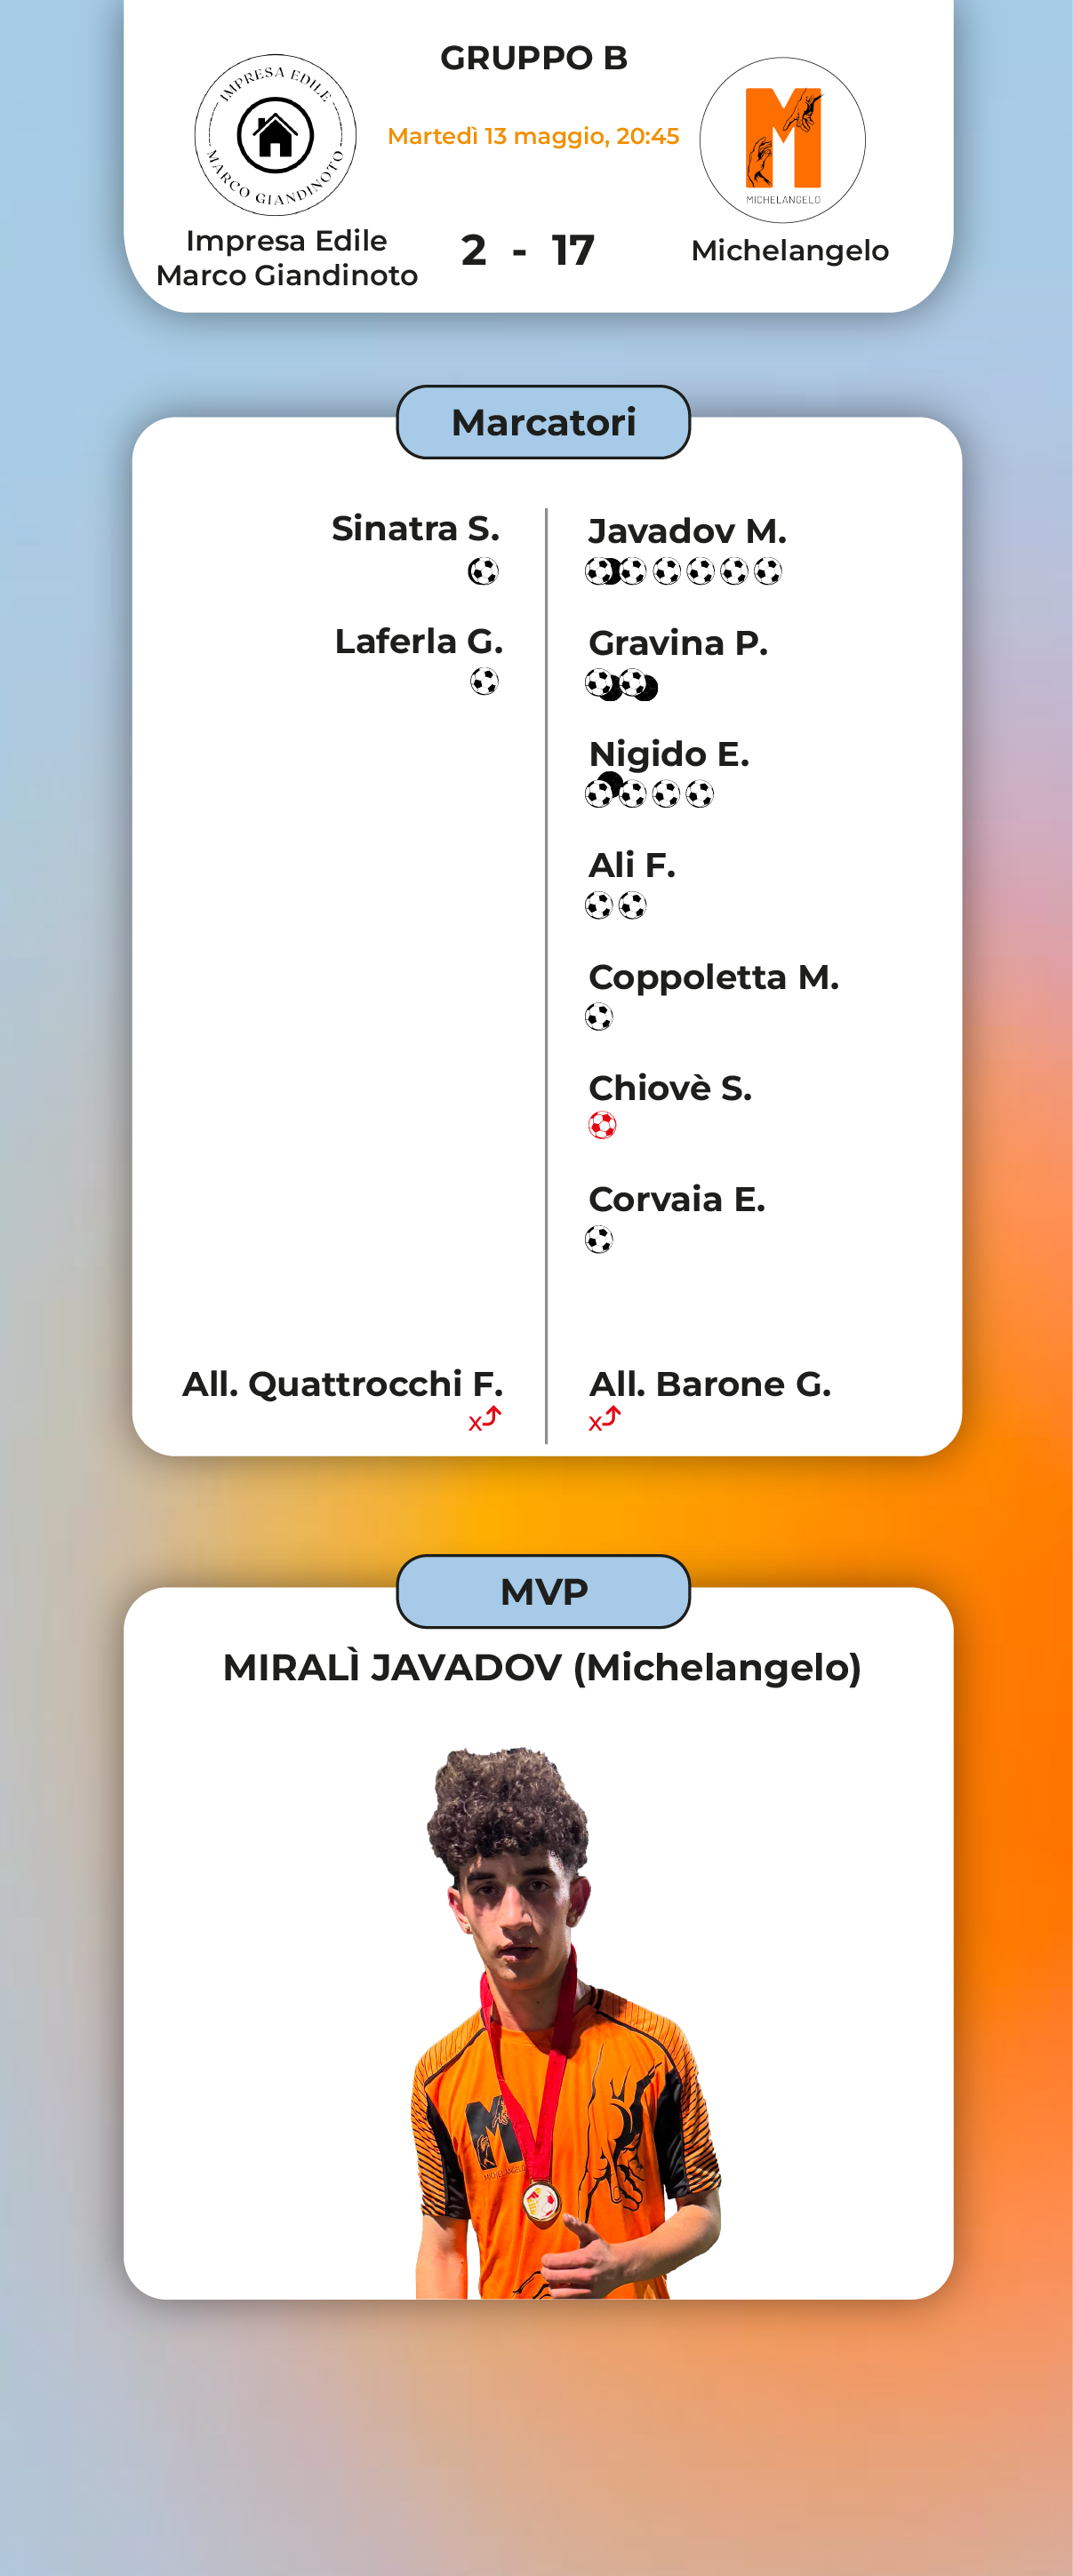 GRUPPO B
IMPRESA EDILE
MARCO GIANDINOTO
Martedì 13 maggio, 20:45
MICHELANGELO
Impresa Edile
Marco Giandinoto
2 - 17
Michelangelo
Marcatori
Sinatra S.
Javadov M.
Laferla G.
Gravina P.
Nigido E.
Ali F.
Coppoletta M.
Chiovè S.
Corvaia E.
All. Quattrocchi F.
All. Barone G.
x
x
MVP
MIRALÌ JAVADOV (Michelangelo)
M
MICHELANGELO